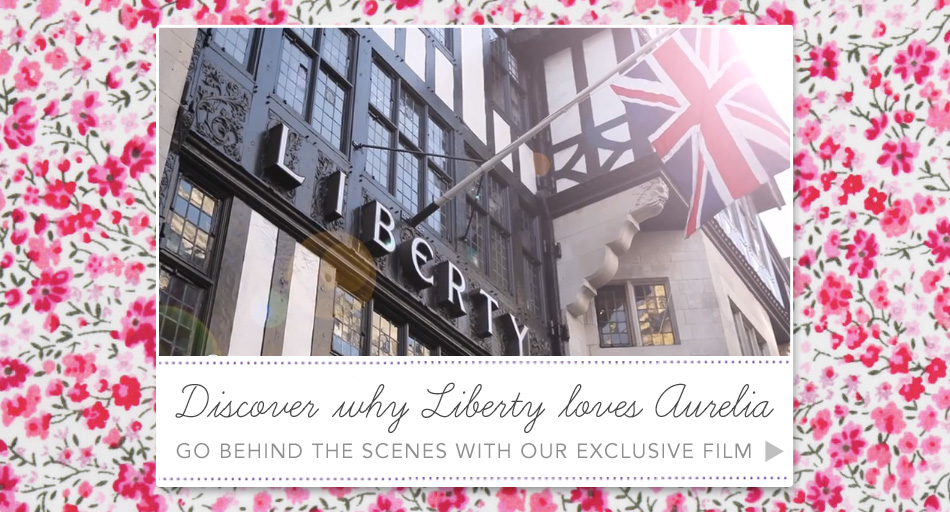 LIBERTY
Discover why Liberty loves Aurelia
GO BEHIND THE SCENES WITH OUR EXCLUSIVE FILM